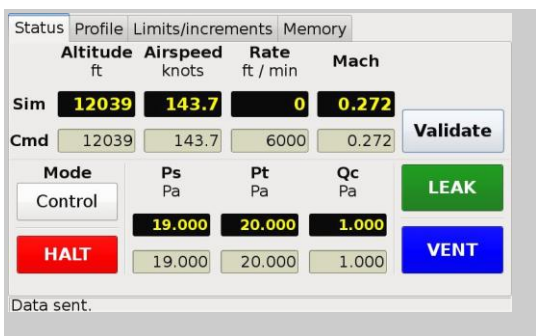 Status Profile Limits/increments Memory
Altitude Airspeed Rate Mach
ft knots ft / min
Sim 12039 143.7 0 0.272
Cmd 12039 143.7 6000 0.272 Validate
Mode Ps Pt Qc
Pa Pa Pa
Control LEAK
19.000 20.000 1.000
HALT VENT
19.000 20.000 1.000
Data sent.